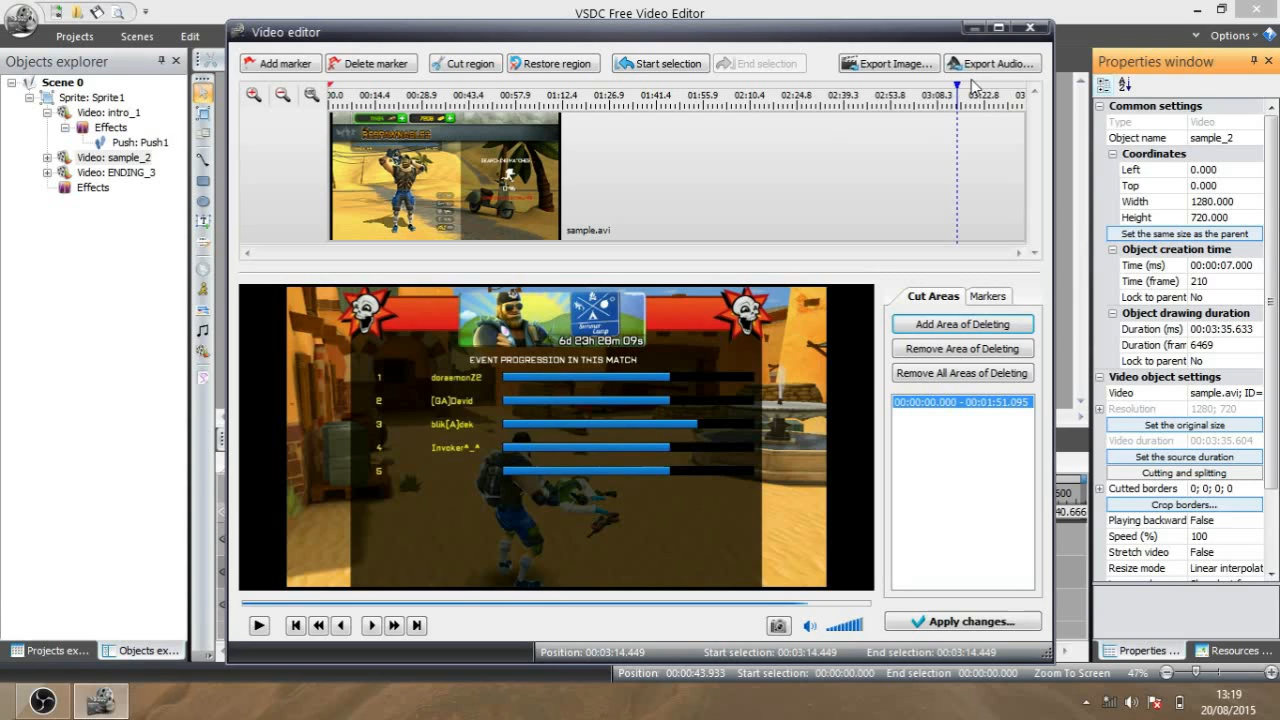 VSDC Free Video Editor
Projects
Scenes
Edit
Options
Objects explorer
Scene 0
Sprite: Sprite1
Video: intro_1
Effects
Push: Push1
Video: sample_2
Video: ENDING_3
Effects
Projects ex...
Objects ex...
Video editor
Add marker
Delete marker
Cut region
Restore region
Start selection
End selection
Export Image...
Export Audio...
00:14.4
00:28.9
00:43.4
00:57.9
01:12.4
01:26.9
01:41.4
01:55.9
02:10.4
02:24.8
02:39.3
02:53.8
03:08.3
03:22.8
sample.avi
Summer
Camp
6d 23h 28m 09s
EVENT PROGRESSION IN THIS MATCH
1 doraemonZ2
2 [GA]David
3 blik[A]dek
4 Invoker^_^
5
Cut Areas
Markers
Add Area of Deleting
Remove Area of Deleting
Remove All Areas of Deleting
00:00:00.000 - 00:01:51.095
Apply changes...
Position: 00:03:14.449
Start selection: 00:03:14.449
End selection: 00:03:14.449
Properties window
Common settings
Type Video
Object name sample_2
Coordinates
Left 0.000
Top 0.000
Width 1280.000
Height 720.000
Set the same size as the parent
Object creation time
Time (ms) 00:00:07.000
Time (frame) 210
Lock to parent No
Object drawing duration
Duration (ms) 00:03:35.633
Duration (fram 6469
Lock to parent No
Video object settings
Video sample.avi; ID=
Resolution 1280; 720
Set the original size
Video duration 00:03:35.604
Set the source duration
Cutting and splitting
Cutted borders 0; 0; 0; 0
Crop borders...
Playing backward False
Speed (%) 100
Stretch video False
Resize mode Linear interpolat
Properties ...
Resources ...
Position: 00:00:43.933
Start selection: 00:00:00.000
End selection: 00:00:00.000
Zoom To Screen
47%
13:19
20/08/2015